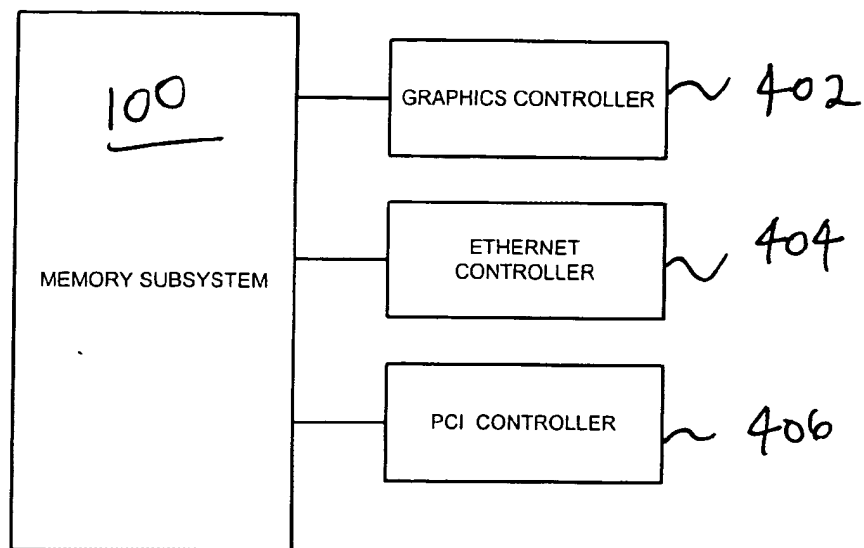 100
MEMORY SUBSYSTEM
GRAPHICS CONTROLLER
402
ETHERNET
CONTROLLER
404
PCI CONTROLLER
406